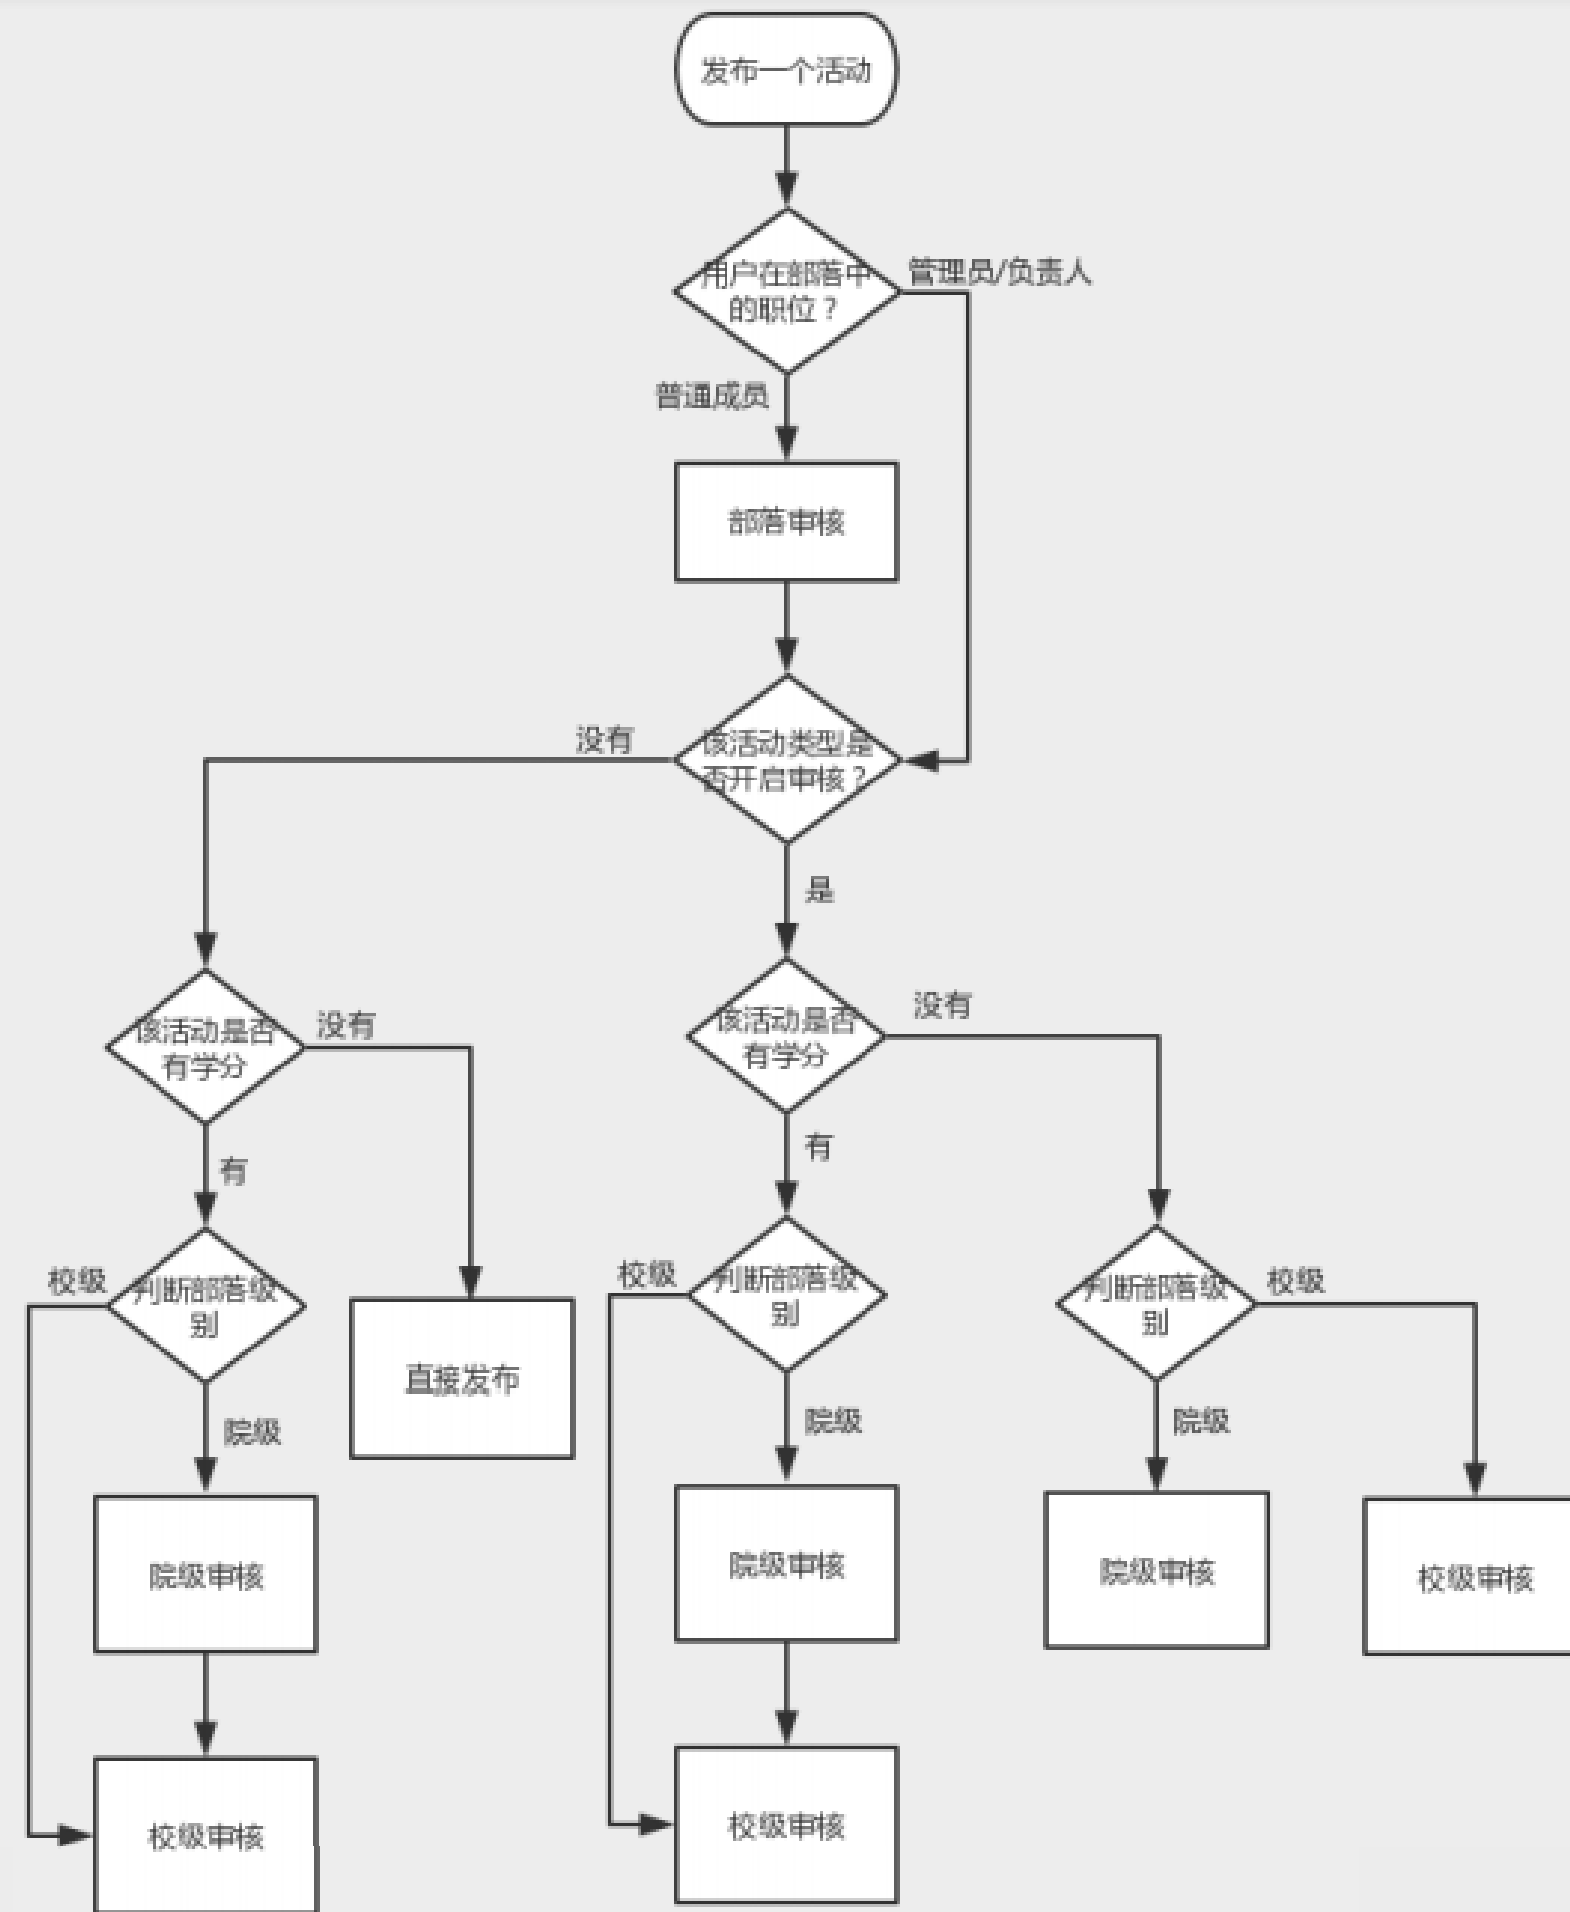 发布一个活动
用户在部落中
的职位？
管理员/负责人
普通成员
部落审核
该活动类型是
否开启审核？
没有
是
该活动是否
有学分
没有
有
判断部落级
别
校级
院级
直接发布
院级审核
校级审核
该活动是否
有学分
没有
有
判断部落级
别
校级
院级
院级审核
校级审核
判断部落级
别
校级
院级
院级审核
校级审核